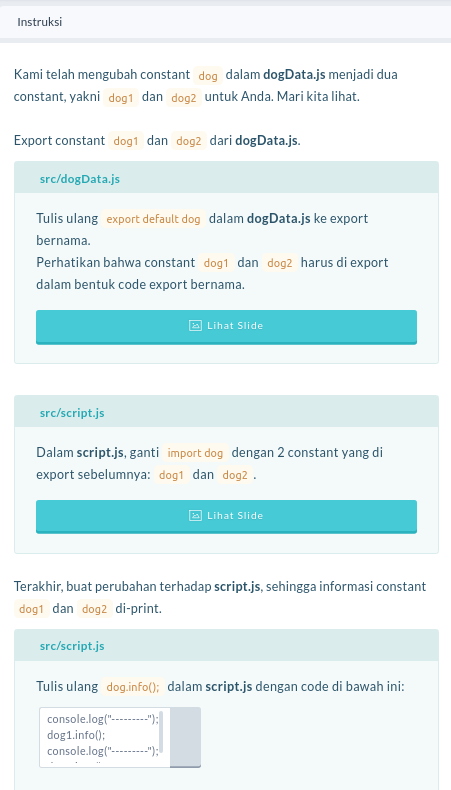 Instruksi
Kami telah mengubah constant dog dalam dogData.js menjadi dua
constant, yakni dog1 dan dog2 untuk Anda. Mari kita lihat.
Export constant dog1 dan dog2 dari dogData.js.
src/dogData.js
Tulis ulang export default dog dalam dogData.js ke export
bernama.
Perhatikan bahwa constant dog1 dan dog2 harus di export
dalam bentuk code export bernama.
Lihat Slide
src/script.js
Dalam script.js, ganti import dog dengan 2 constant yang di
export sebelumnya: dog1 dan dog2 .
Lihat Slide
Terakhir, buat perubahan terhadap script.js, sehingga informasi constant
dog1 dan dog2 di-print.
src/script.js
Tulis ulang dog.info(); dalam script.js dengan code di bawah ini:
console.log("---------");
dog1.info();
console.log("---------");